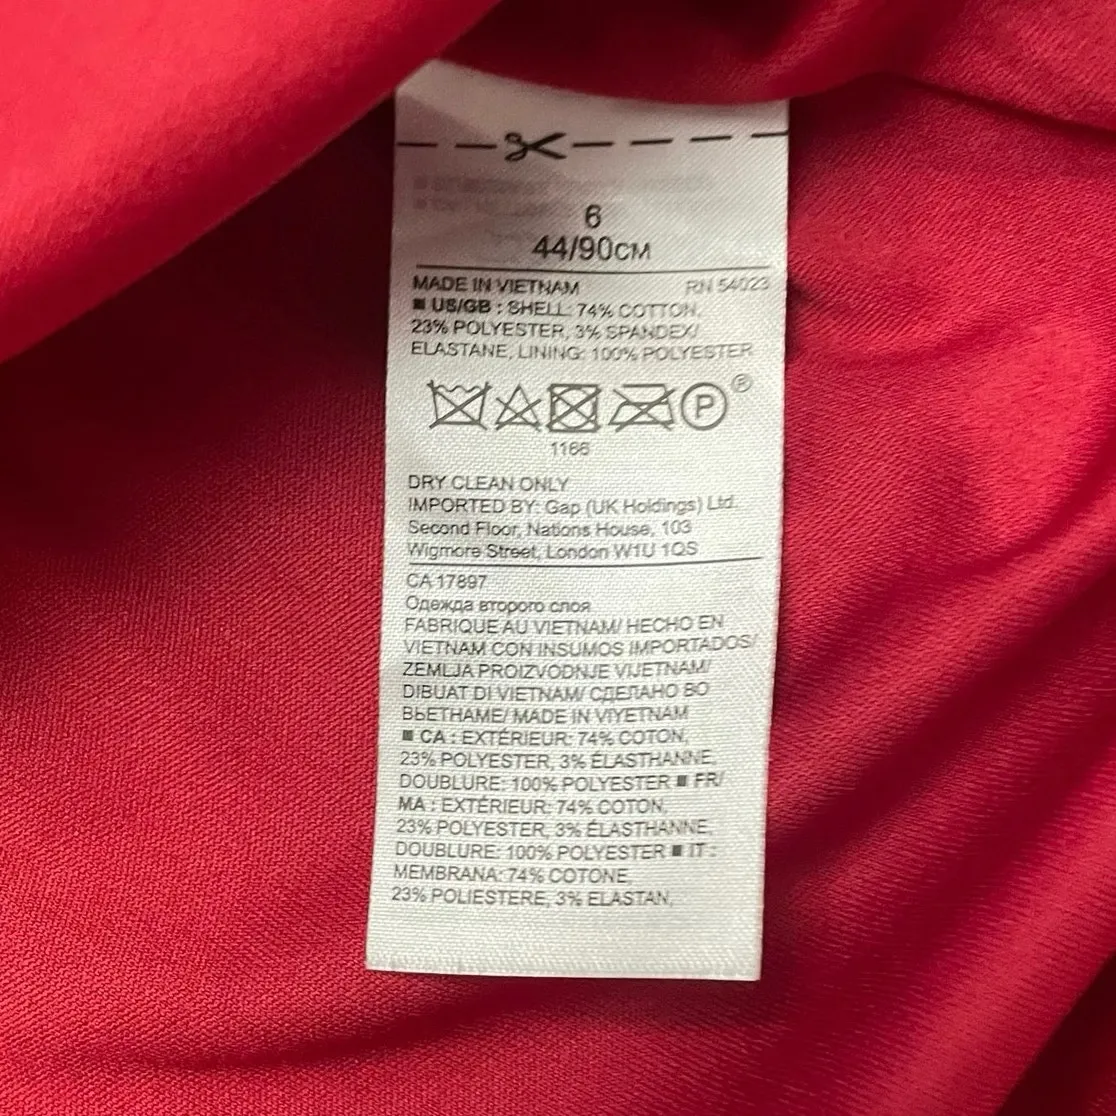 6
44/90CM
MADE IN VIETNAM RN 54023
■ US/GB : SHELL: 74% COTTON,
23% POLYESTER, 3% SPANDEX/
ELASTANE, LINING: 100% POLYESTER
P ®
1166
DRY CLEAN ONLY
IMPORTED BY: Gap (UK Holdings) Ltd.
Second Floor, Nations House, 103
Wigmore Street, London W1U 1QS
CA 17897
Одежда второго слоя
FABRIQUE AU VIETNAM/ HECHO EN
VIETNAM CON INSUMOS IMPORTADOS/
ZEMLJA PROIZVODNJE VIJETNAM/
DIBUAT DI VIETNAM/ СДЕЛАНО ВО
ВЬЕТНАМЕ/ MADE IN VIYETNAM
■ CA : EXTÉRIEUR: 74% COTON,
23% POLYESTER, 3% ÉLASTHANNE,
DOUBLURE: 100% POLYESTER ■ FR/
MA : EXTÉRIEUR: 74% COTON,
23% POLYESTER, 3% ÉLASTHANNE,
DOUBLURE: 100% POLYESTER ■ IT :
MEMBRANA: 74% COTONE,
23% POLIESTERE, 3% ELASTAN,